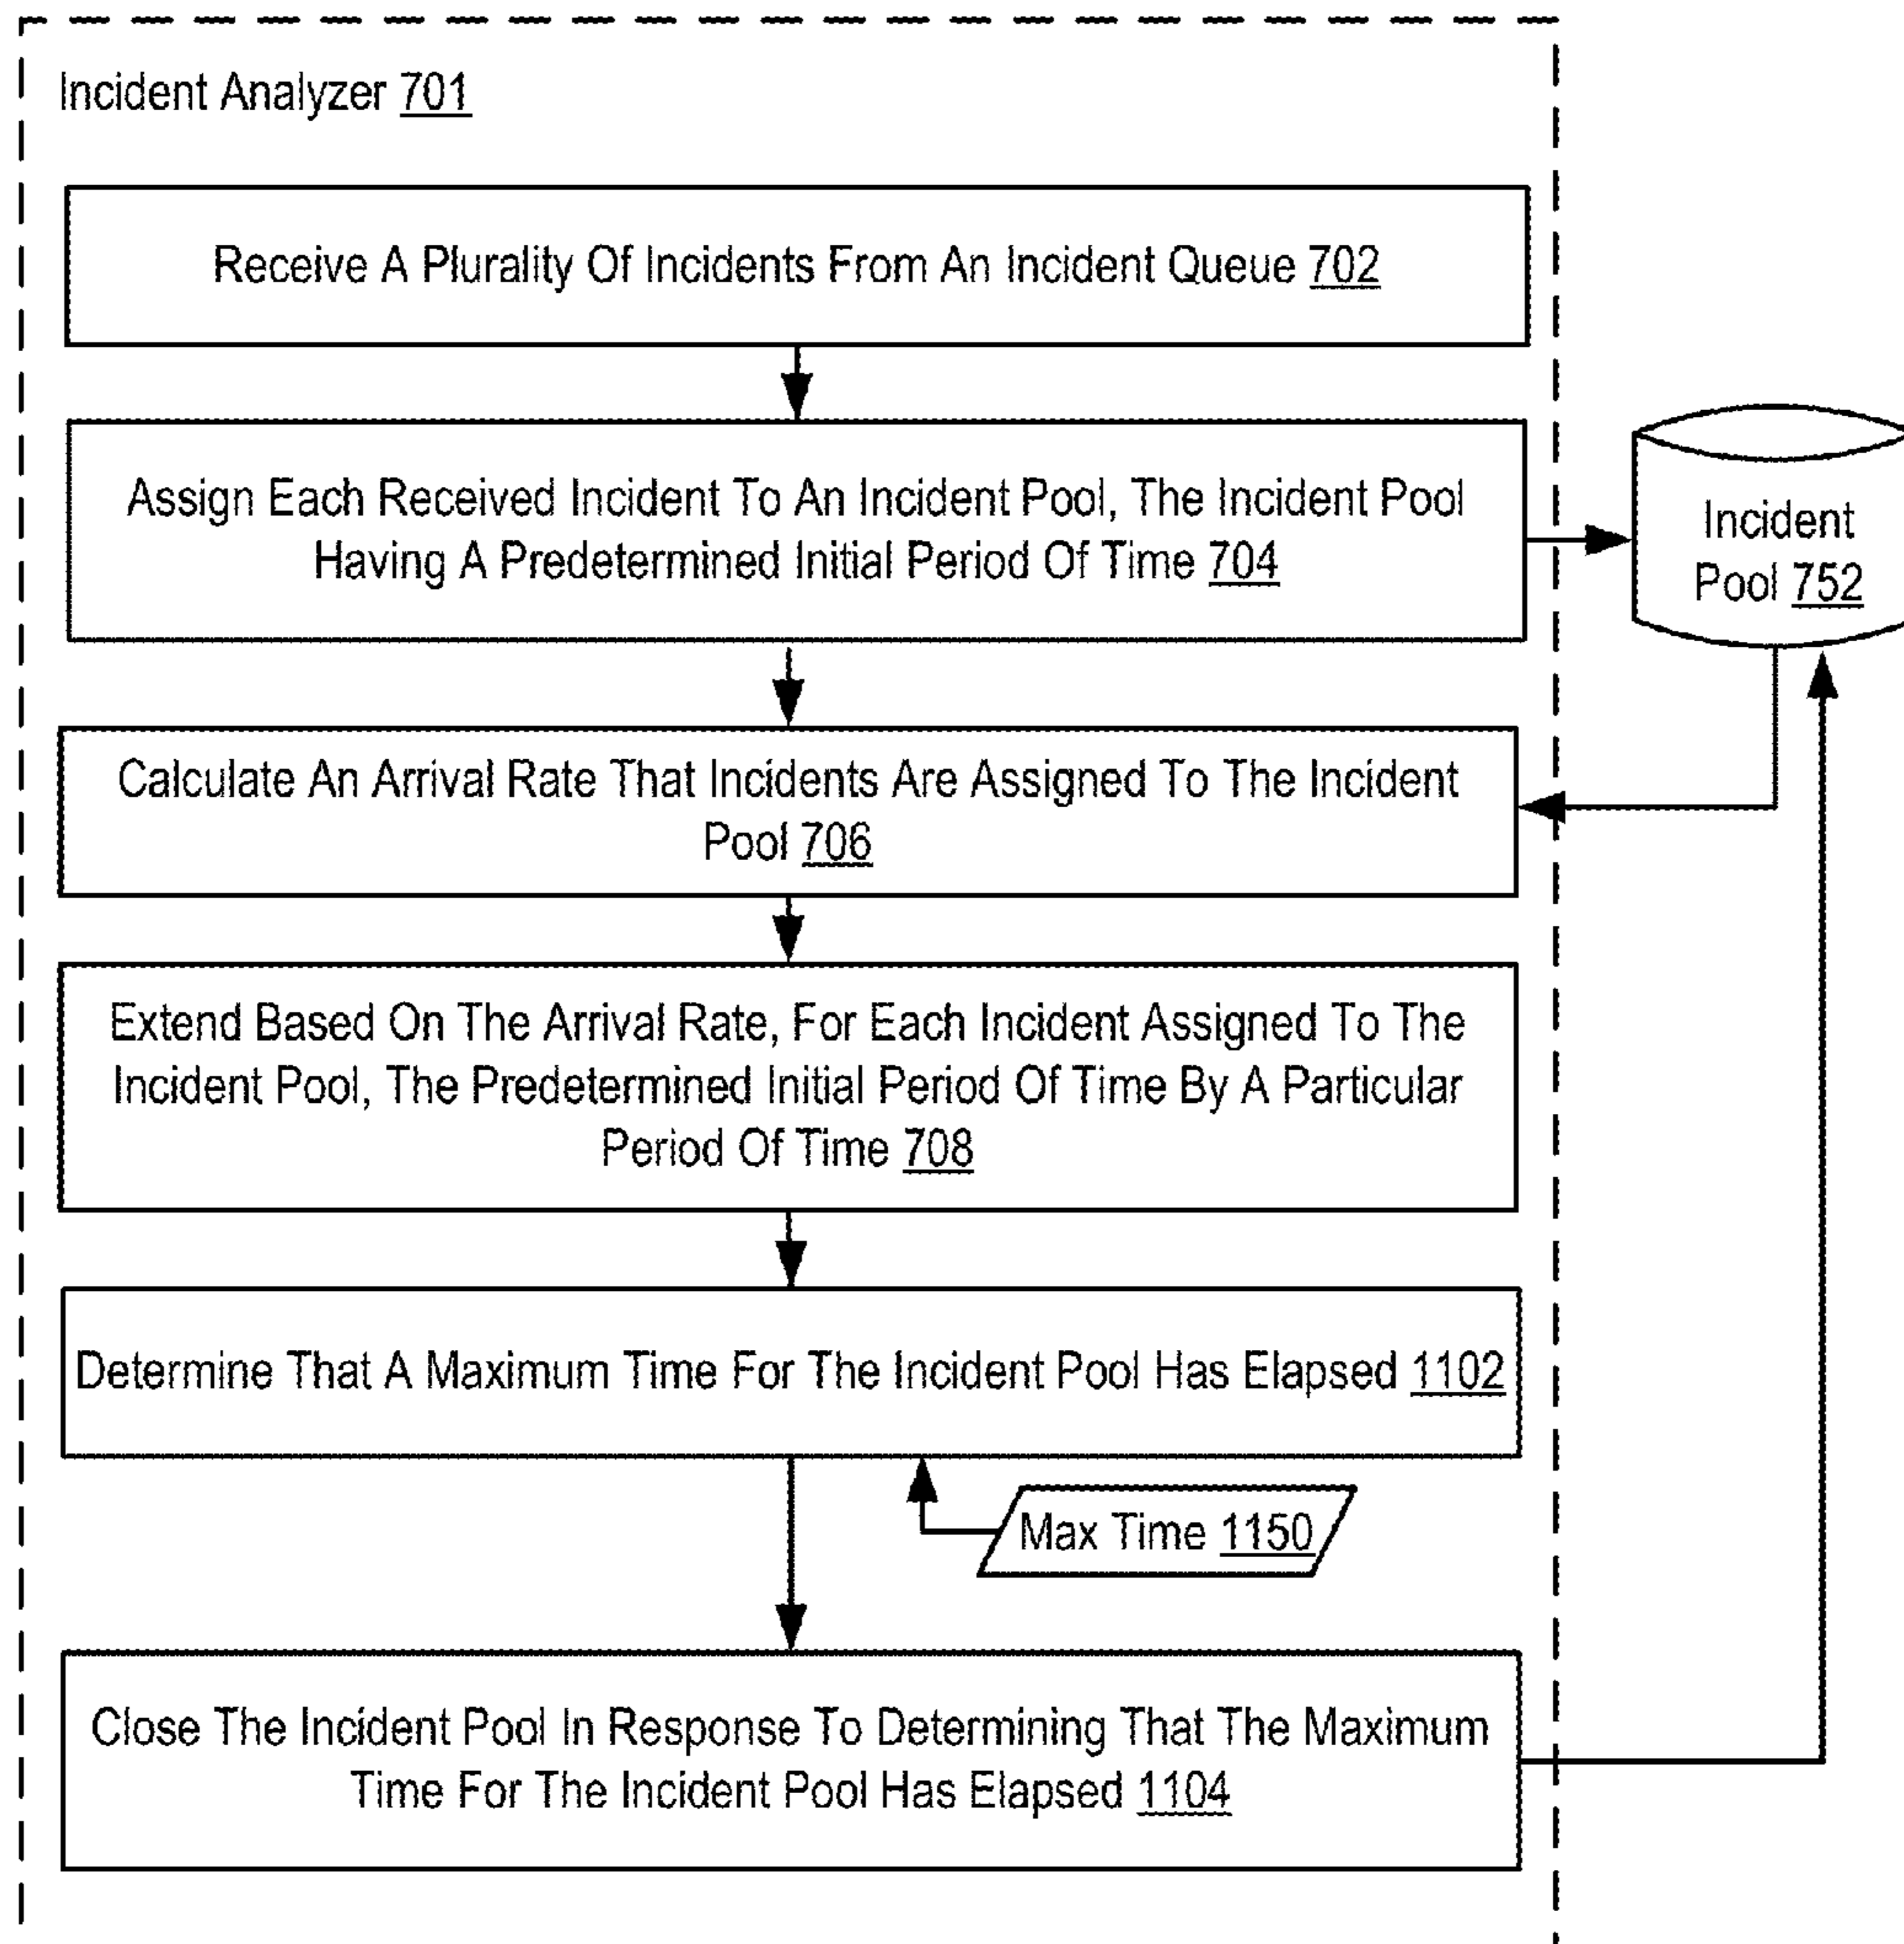 Incident Analyzer 701
Receive A Plurality Of Incidents From An Incident Queue 702
Assign Each Received Incident To An Incident Pool, The Incident Pool
Having A Predetermined Initial Period Of Time 704
Incident
Pool 752
Calculate An Arrival Rate That Incidents Are Assigned To The Incident
Pool 706
Extend Based On The Arrival Rate, For Each Incident Assigned To The
Incident Pool, The Predetermined Initial Period Of Time By A Particular
Period Of Time 708
Determine That A Maximum Time For The Incident Pool Has Elapsed 1102
Max Time 1150
Close The Incident Pool In Response To Determining That The Maximum
Time For The Incident Pool Has Elapsed 1104